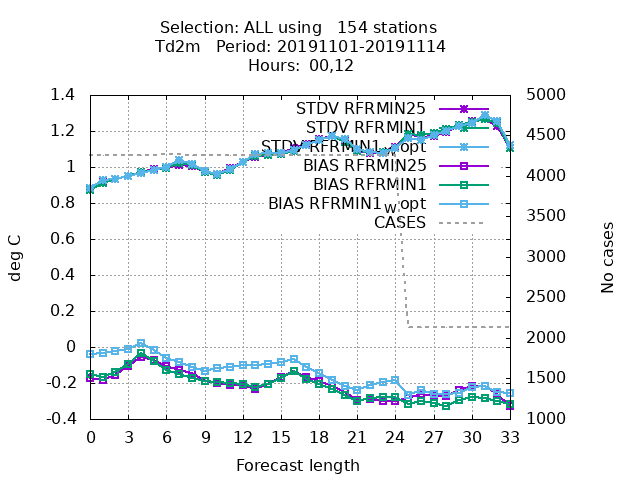 Selection: ALL using   154 stations
Td2m   Period: 20191101-20191114
Hours:  00,12
STDV RFRMIN25
STDV RFRMIN1
STDV RFRMIN1_wopt
BIAS RFRMIN25
BIAS RFRMIN1
BIAS RFRMIN1_wopt
CASES
1.4
1.2
1
0.8
0.6
0.4
0.2
0
-0.2
-0.4
deg C
5000
4500
4000
3500
3000
2500
2000
1500
1000
No cases
0 3 6 9 12 15 18 21 24 27 30 33
Forecast length